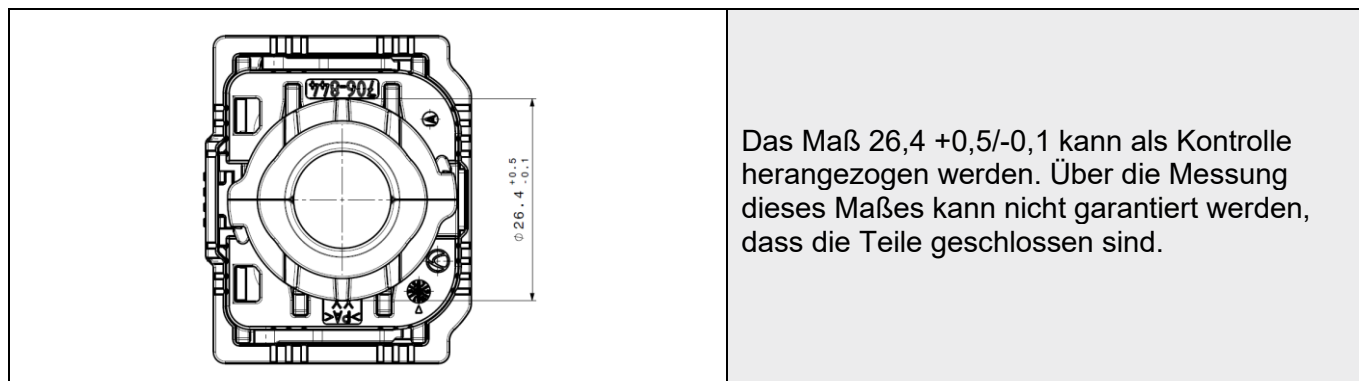 706-844
⌀26.4 +0.5 -0.1
>PA<
Das Maß 26,4 +0,5/-0,1 kann als Kontrolle
herangezogen werden. Über die Messung
dieses Maßes kann nicht garantiert werden,
dass die Teile geschlossen sind.